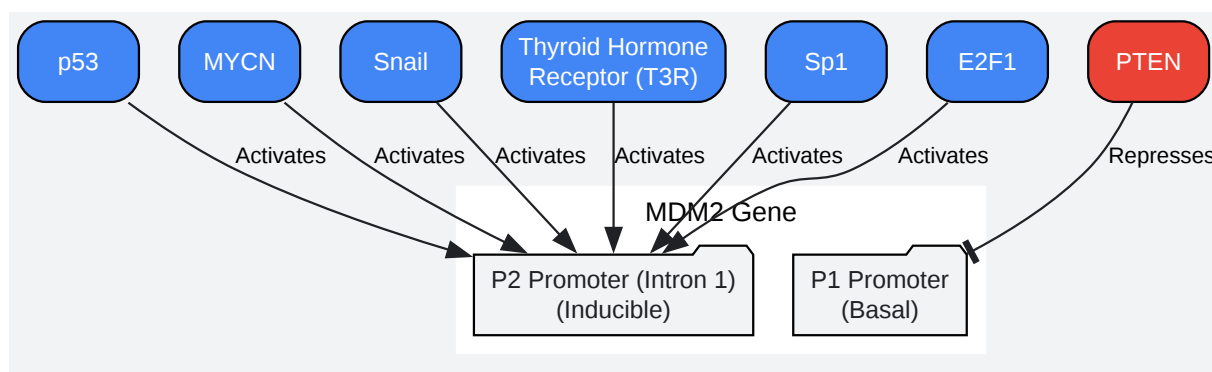 p53
MYCN
Snail
Thyroid Hormone
Receptor (T3R)
Sp1
E2F1
PTEN
Activates
Activates
Activates
Activates
Activates
Activates
Represses
MDM2 Gene
P2 Promoter (Intron 1)
(Inducible)
P1 Promoter
(Basal)